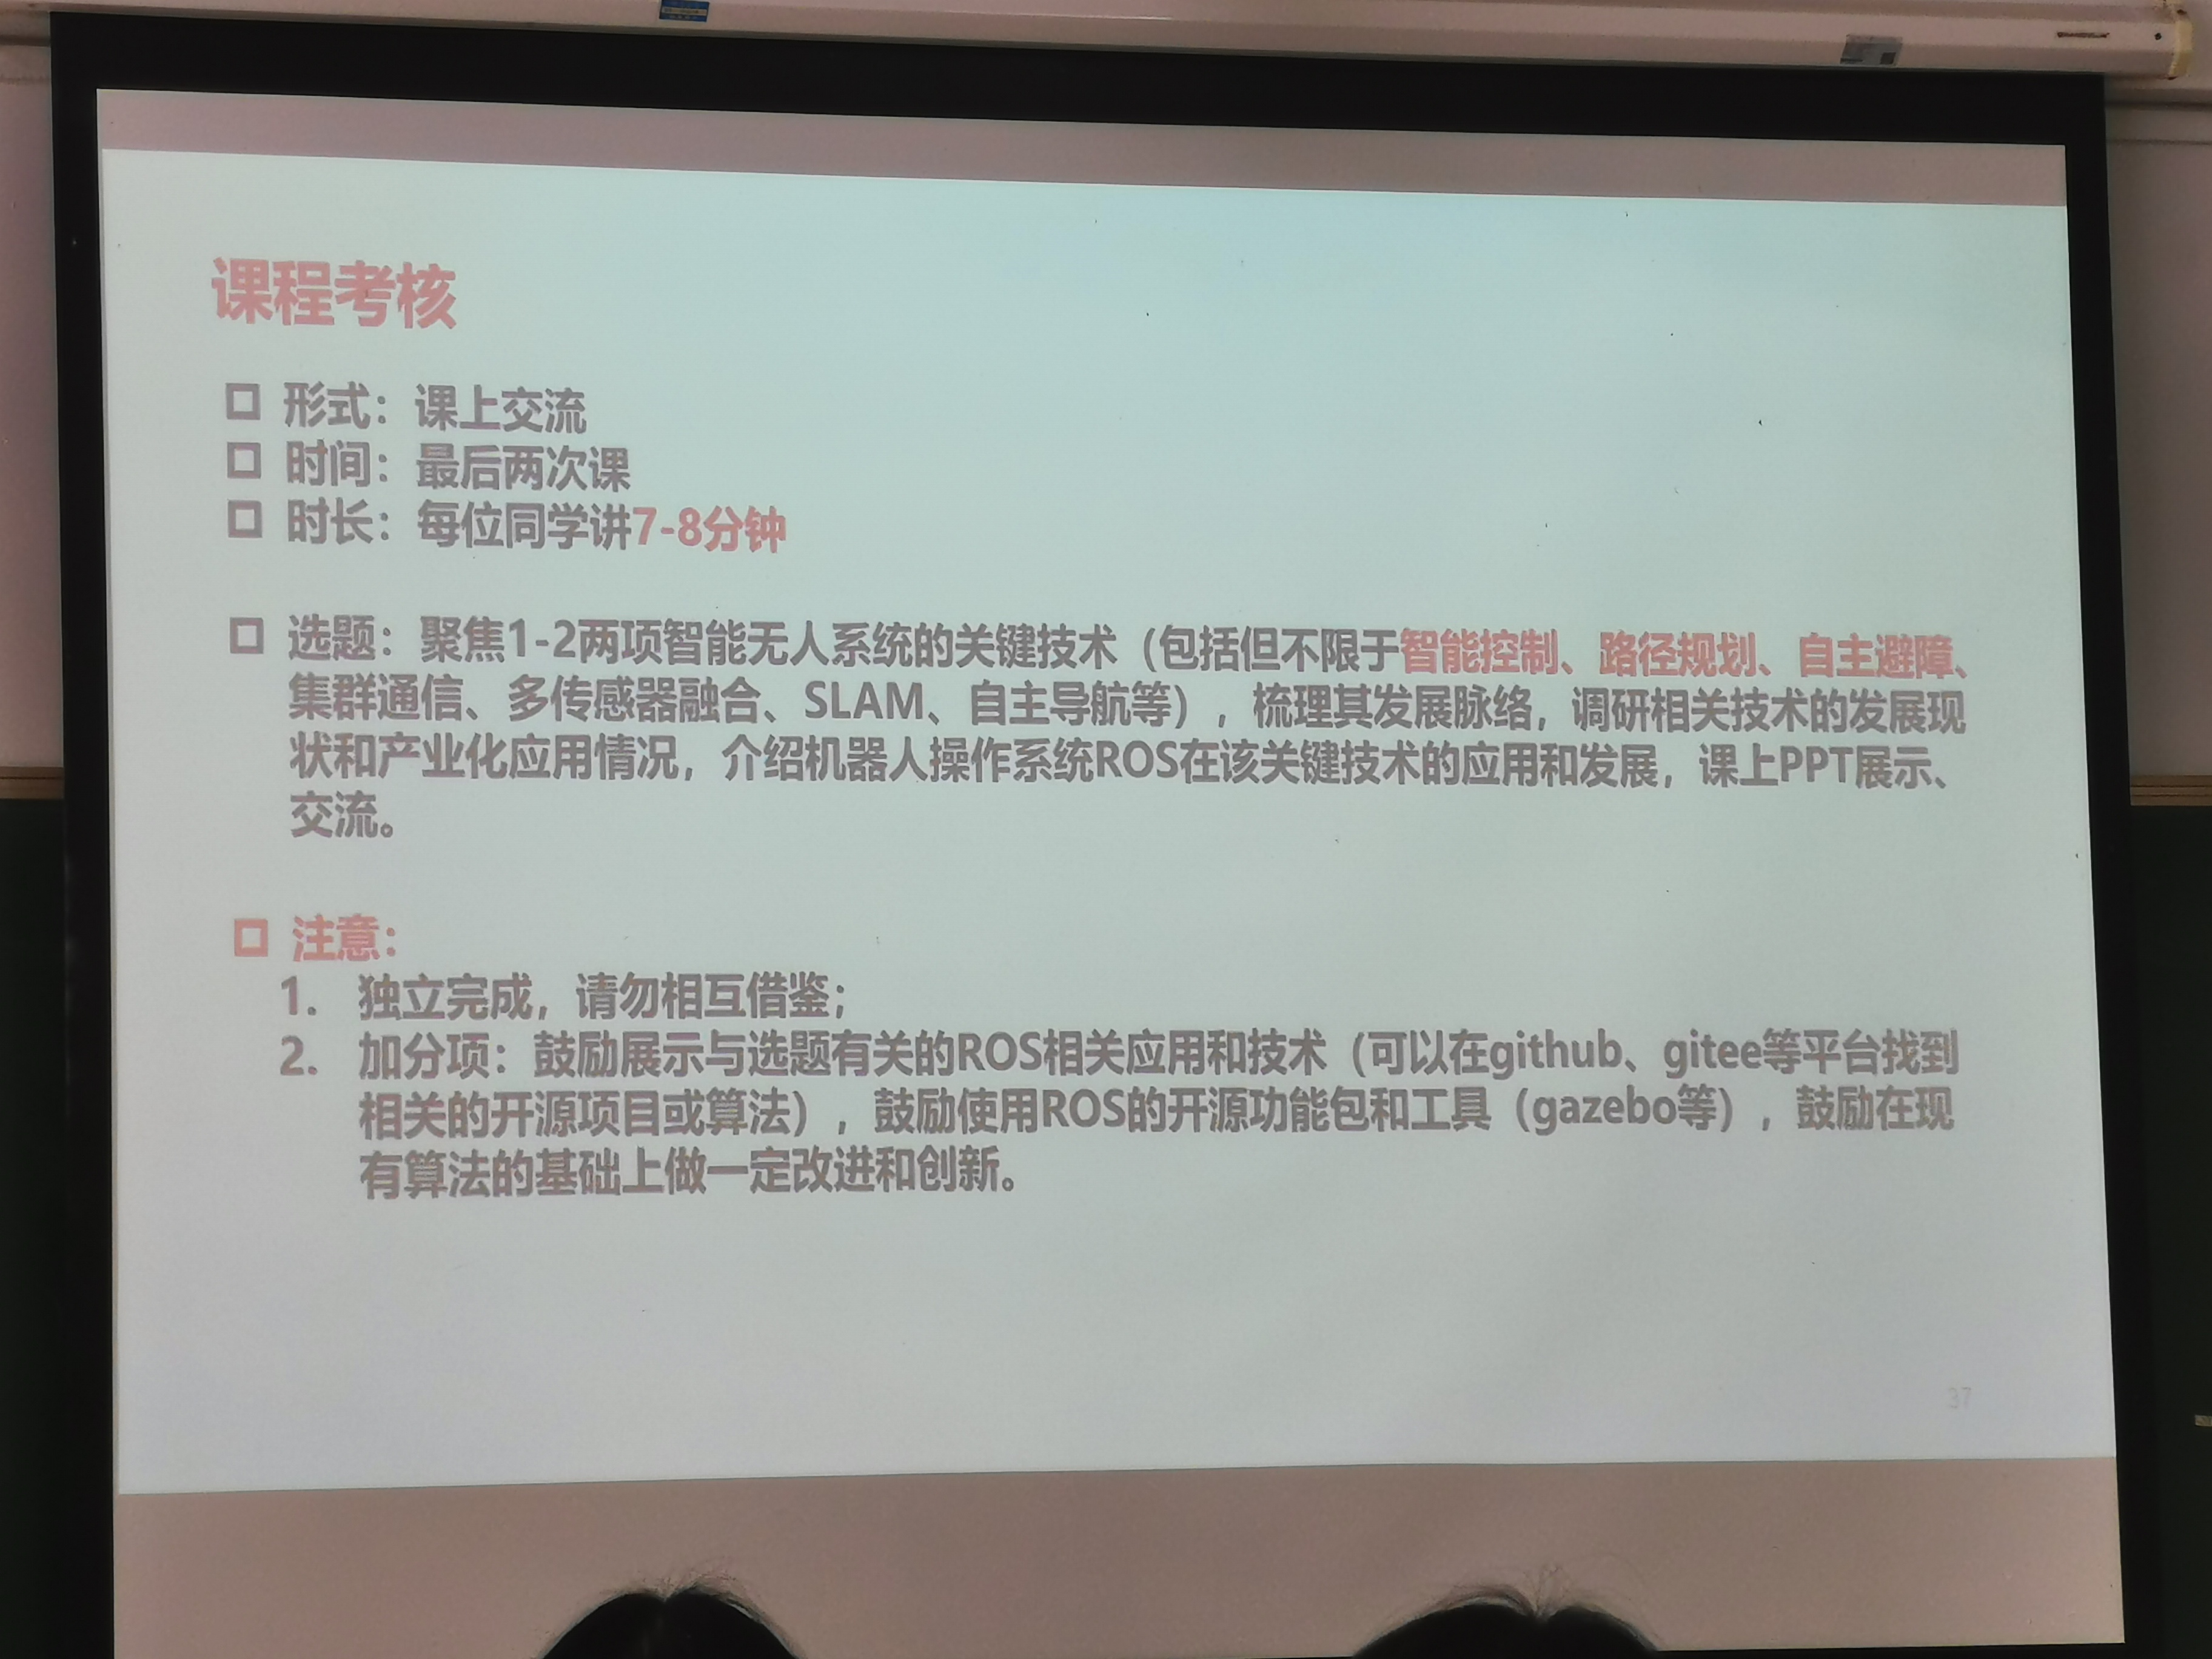 课程考核
形式：课上交流
时间：最后两次课
时长：每位同学讲7-8分钟
选题：聚焦1-2两项智能无人系统的关键技术（包括但不限于智能控制、路径规划、自主避障、
集群通信、多传感器融合、SLAM、自主导航等），梳理其发展脉络，调研相关技术的发展现
状和产业化应用情况，介绍机器人操作系统ROS在该关键技术的应用和发展，课上PPT展示、
交流。
注意：
1. 独立完成，请勿相互借鉴；
2. 加分项：鼓励展示与选题有关的ROS相关应用和技术（可以在github、gitee等平台找到
相关的开源项目或算法），鼓励使用ROS的开源功能包和工具（gazebo等），鼓励在现
有算法的基础上做一定改进和创新。
37